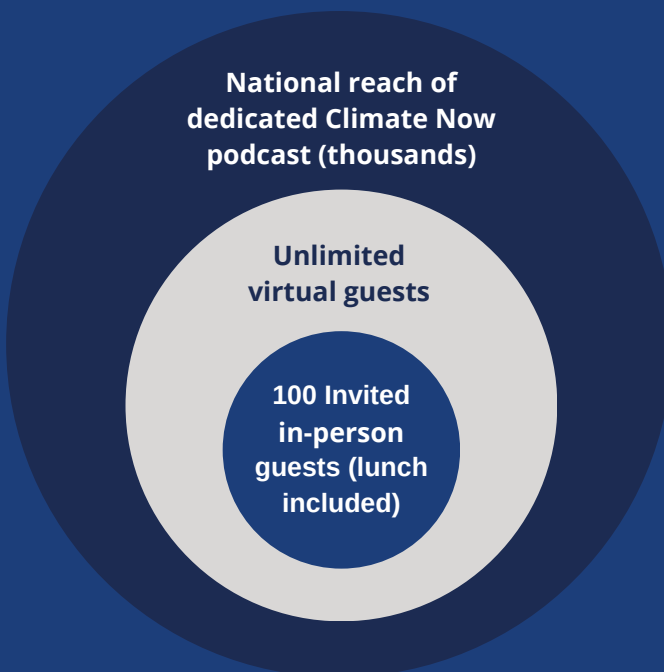 National reach of
dedicated Climate Now
podcast (thousands)
Unlimited
virtual guests
100 Invited
in-person
guests (lunch
included)